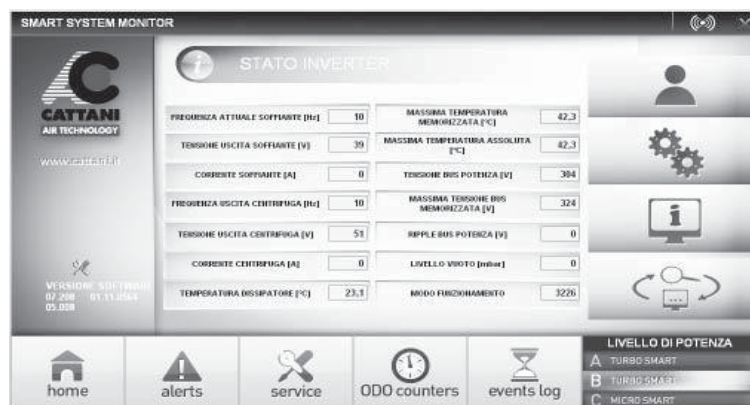 SMART SYSTEM MONITOR
CATTANI
AIR TECHNOLOGY
www.cattani.it
VERSIONE SOFTWARE
STATO INVERTER
FREQUENZA ATTUALE SOFFIANTE [Hz] 10
TENSIONE USCITA SOFFIANTE [V] 39
CORRENTE SOFFIANTE [A] 0
FREQUENZA USCITA CENTRIFUGA [Hz] 10
TENSIONE USCITA CENTRIFUGA [V] 51
CORRENTE CENTRIFUGA [A] 0
TEMPERATURA DISSIPATORE [°C] 23,1
MASSIMA TEMPERATURA
MEMORIZZATA [°C] 42,3
MASSIMA TEMPERATURA ASSOLUTA
[°C] 42,3
TENSIONE BUS POTENZA [V] 304
MASSIMA TENSIONE BUS
MEMORIZZATA [V] 324
RIPPLE BUS POTENZA [V] 0
LIVELLO VUOTO [mbar] 0
MODO FUNZIONAMENTO 3226
home
alerts
service
ODO counters
events log
LIVELLO DI POTENZA
A TURBO SMART
B TURBO SMART
C MICRO SMART